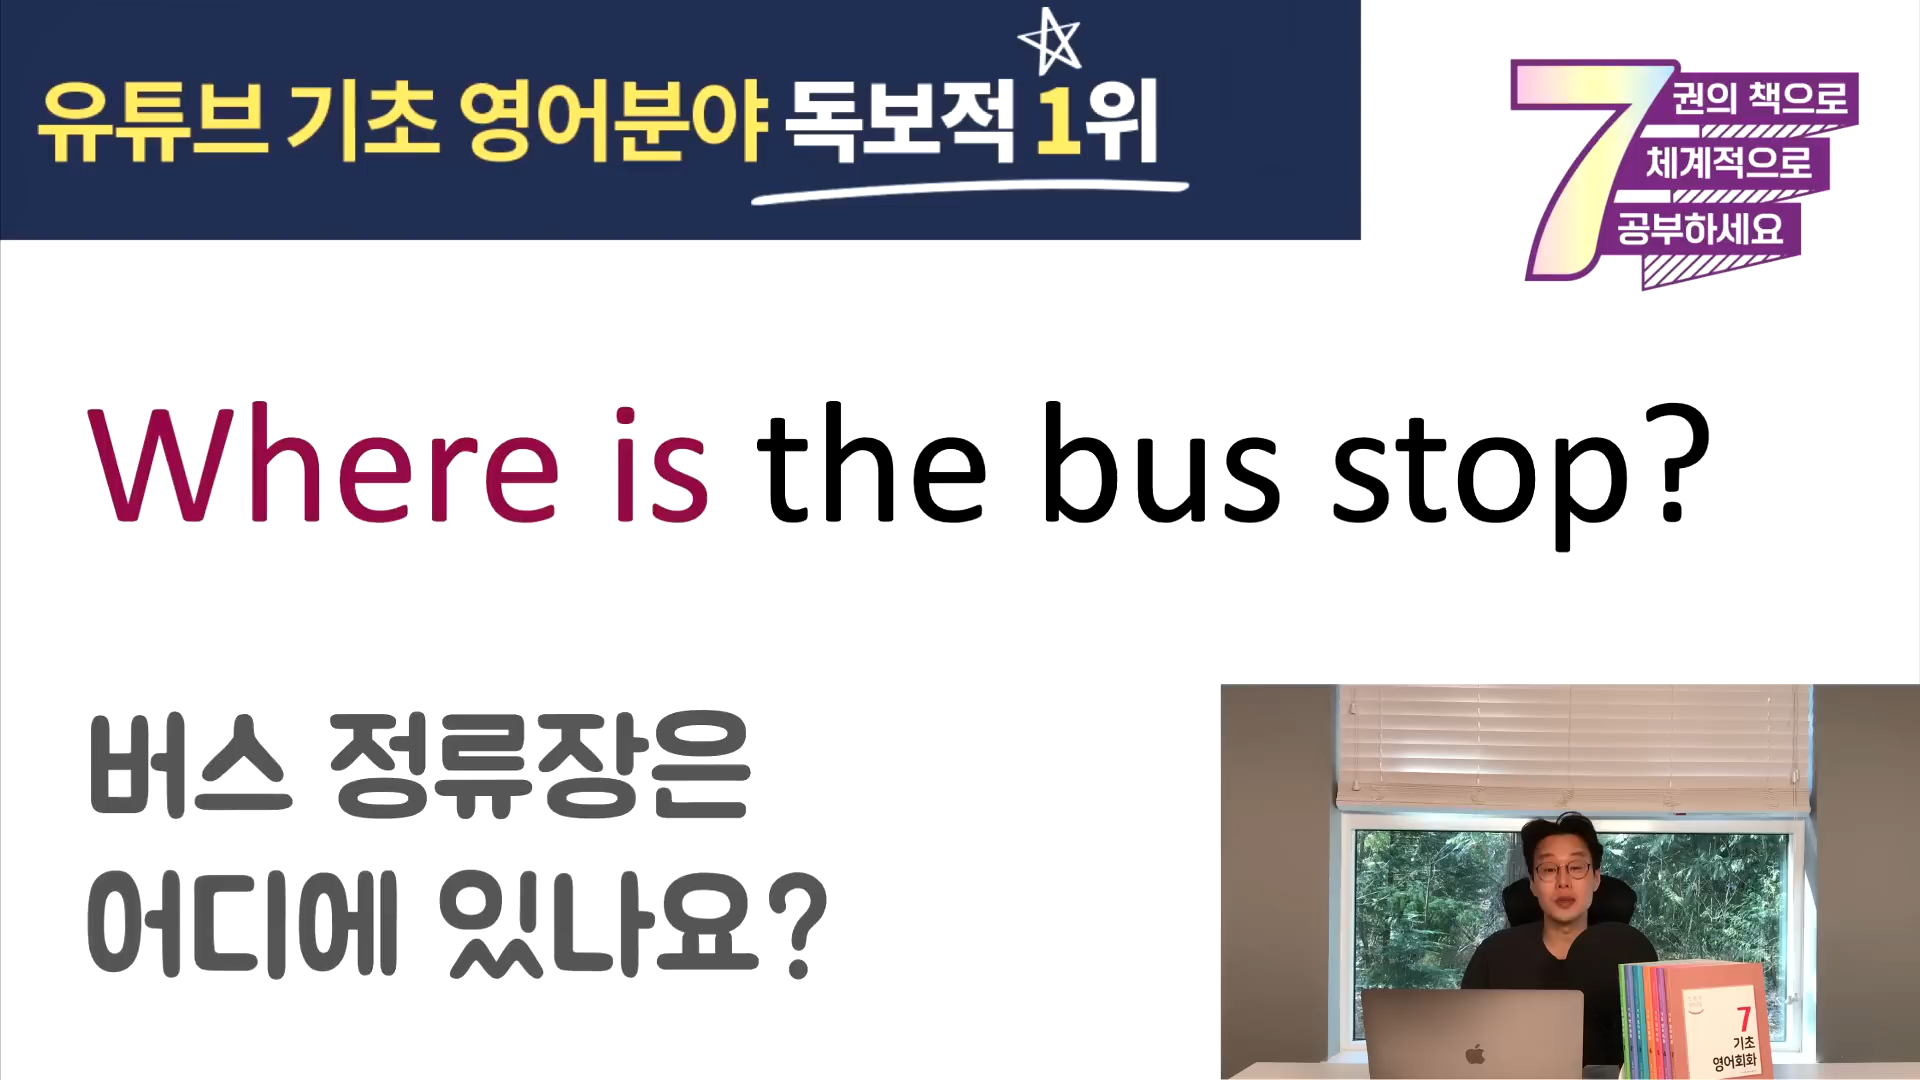 유튜브 기초 영어분야 독보적 1위
7
권의 책으로
체계적으로
공부하세요
Where is the bus stop?
버스 정류장은
어디에 있나요?
7
기초
영어회화